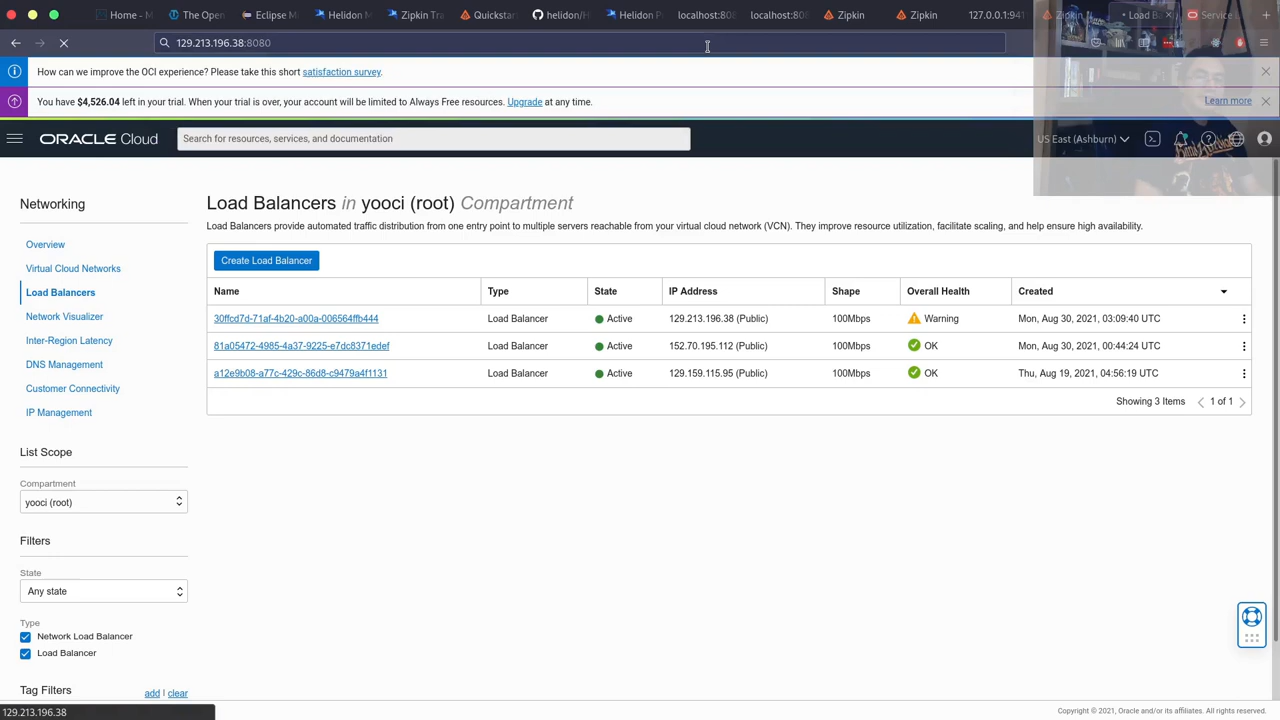 Home -
The Open
Eclipse M
Helidon M
Zipkin Tra
Quickstar
helidon/H
Helidon P
localhost:808
localhost:808
Zipkin
Zipkin
127.0.0.1:941
Zipkin
Load Ba
Service L
129.213.196.38:8080
How can we improve the OCI experience? Please take this short satisfaction survey.
You have $4,526.04 left in your trial. When your trial is over, your account will be limited to Always Free resources. Upgrade at any time.
Learn more
ORACLE Cloud
Search for resources, services, and documentation
US East (Ashburn)
Networking
Overview
Virtual Cloud Networks
Load Balancers
Network Visualizer
Inter-Region Latency
DNS Management
Customer Connectivity
IP Management
List Scope
Compartment
yooci (root)
Filters
State
Any state
Type
Network Load Balancer
Load Balancer
Tag Filters add | clear
Load Balancers in yooci (root) Compartment
Load Balancers provide automated traffic distribution from one entry point to multiple servers reachable from your virtual cloud network (VCN). They improve resource utilization, facilitate scaling, and help ensure high availability.
Create Load Balancer
Name Type State IP Address Shape Overall Health Created
30ffcd7d-71af-4b20-a00a-006564ffb444 Load Balancer Active 129.213.196.38 (Public) 100Mbps Warning Mon, Aug 30, 2021, 03:09:40 UTC
81a05472-4985-4a37-9225-e7dc8371edef Load Balancer Active 152.70.195.112 (Public) 100Mbps OK Mon, Aug 30, 2021, 00:44:24 UTC
a12e9b08-a77c-429c-86d8-c9479a4f1131 Load Balancer Active 129.159.115.95 (Public) 100Mbps OK Thu, Aug 19, 2021, 04:56:19 UTC
Showing 3 Items 1 of 1
129.213.196.38
Copyright © 2021, Oracle and/or its affiliates. All rights reserved.